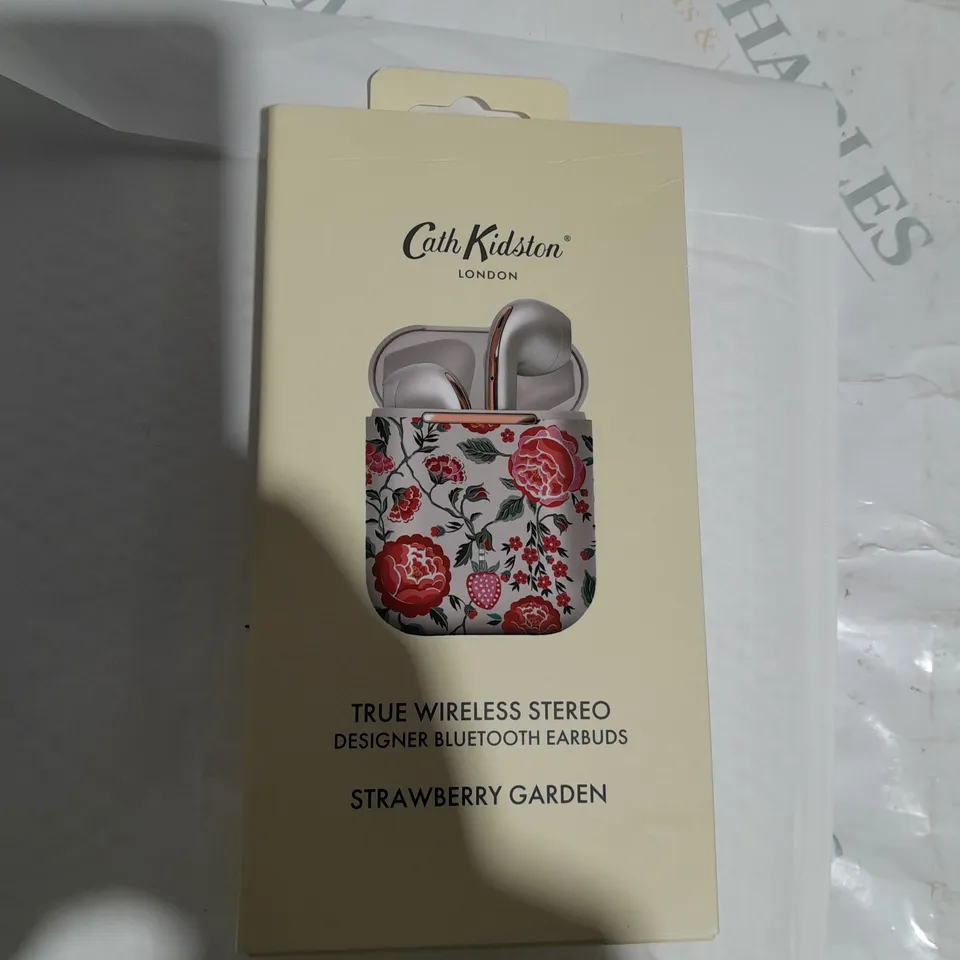 Cath Kidston®
LONDON
TRUE WIRELESS STEREO
DESIGNER BLUETOOTH EARBUDS
STRAWBERRY GARDEN